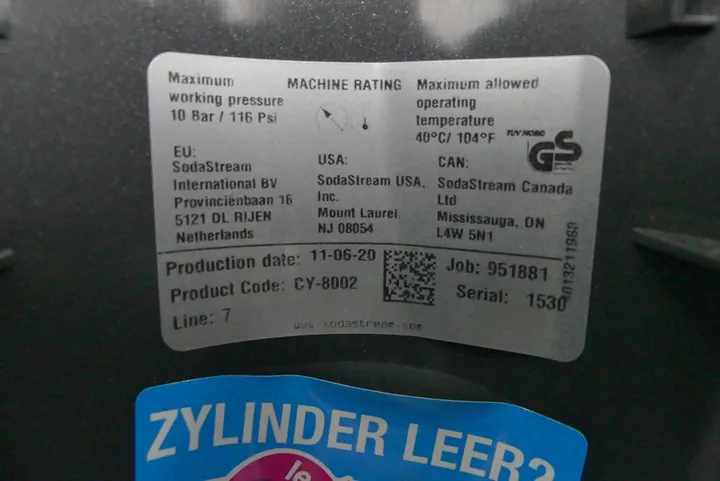 Maximum
working pressure
10 Bar / 116 Psi
MACHINE RATING
Maximum allowed
operating
temperature
40°C/ 104°F
TUV NORD
GS
EU:
SodaStream
International BV
Provinciënbaan 16
5121 DL RIJEN
Netherlands
USA:
SodaStream USA,
Inc.
Mount Laurel,
NJ 08054
CAN:
SodaStream Canada
Ltd
Mississauga, ON
L4W 5N1
Production date: 11-06-20
Product Code: CY-8002
Line: 7
Job: 951881
Serial: 1530
www.sodastream.com
ZYLINDER LEER?
le